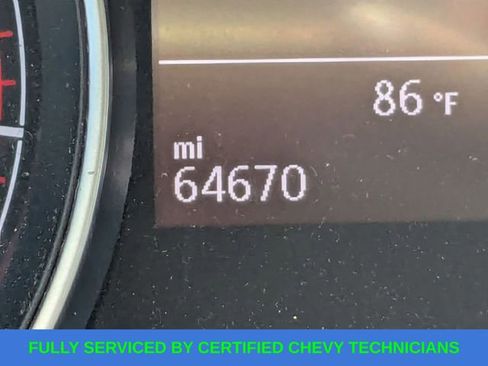 86 °F
mi
64670
FULLY SERVICED BY CERTIFIED CHEVY TECHNICIANS